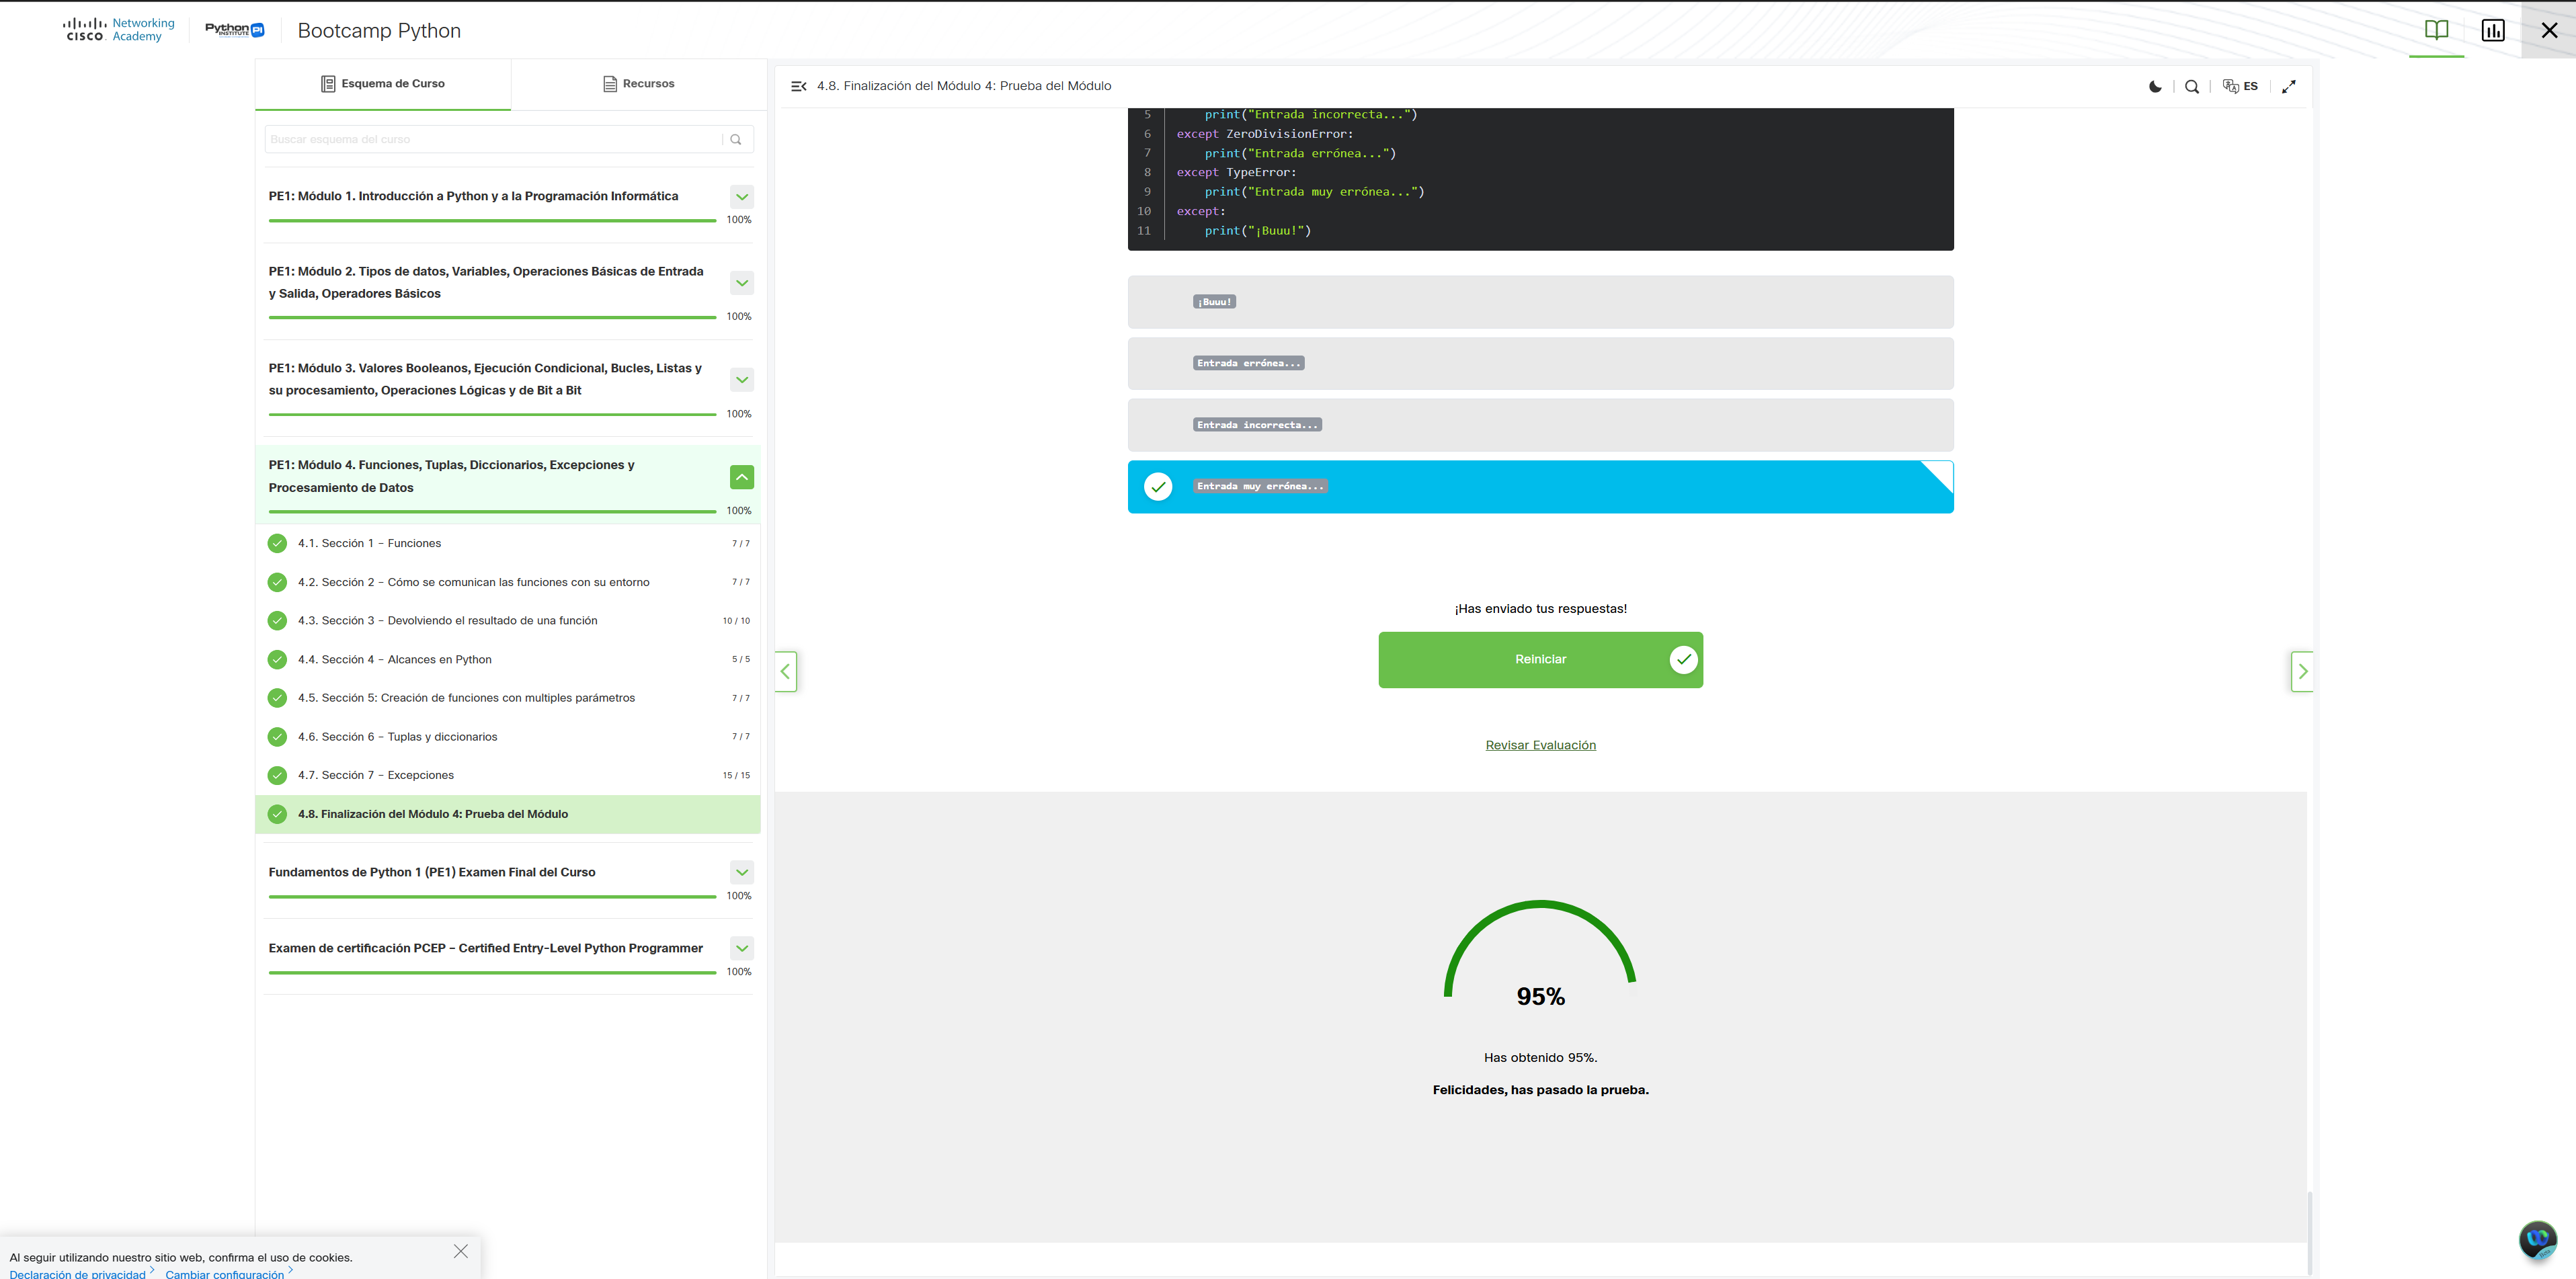 Networking
CISCO Academy
Python INSTITUTE PI
Bootcamp Python
Esquema de Curso
Recursos
Buscar esquema del curso
PE1: Módulo 1. Introducción a Python y a la Programación Informática
100%
PE1: Módulo 2. Tipos de datos, Variables, Operaciones Básicas de Entrada
y Salida, Operadores Básicos
100%
PE1: Módulo 3. Valores Booleanos, Ejecución Condicional, Bucles, Listas y
su procesamiento, Operaciones Lógicas y de Bit a Bit
100%
PE1: Módulo 4. Funciones, Tuplas, Diccionarios, Excepciones y
Procesamiento de Datos
100%
4.1. Sección 1 – Funciones 7 / 7
4.2. Sección 2 – Cómo se comunican las funciones con su entorno 7 / 7
4.3. Sección 3 – Devolviendo el resultado de una función 10 / 10
4.4. Sección 4 – Alcances en Python 5 / 5
4.5. Sección 5: Creación de funciones con multiples parámetros 7 / 7
4.6. Sección 6 – Tuplas y diccionarios 7 / 7
4.7. Sección 7 – Excepciones 15 / 15
4.8. Finalización del Módulo 4: Prueba del Módulo
Fundamentos de Python 1 (PE1) Examen Final del Curso
100%
Examen de certificación PCEP – Certified Entry-Level Python Programmer
100%
4.8. Finalización del Módulo 4: Prueba del Módulo
ES
5 print("Entrada incorrecta...")
6 except ZeroDivisionError:
7 print("Entrada errónea...")
8 except TypeError:
9 print("Entrada muy errónea...")
10 except:
11 print("¡Buuu!")
¡Buuu!
Entrada errónea...
Entrada incorrecta...
Entrada muy errónea...
¡Has enviado tus respuestas!
Reiniciar
Revisar Evaluación
95%
Has obtenido 95%.
Felicidades, has pasado la prueba.
Al seguir utilizando nuestro sitio web, confirma el uso de cookies.
Declaración de privacidad Cambiar configuración